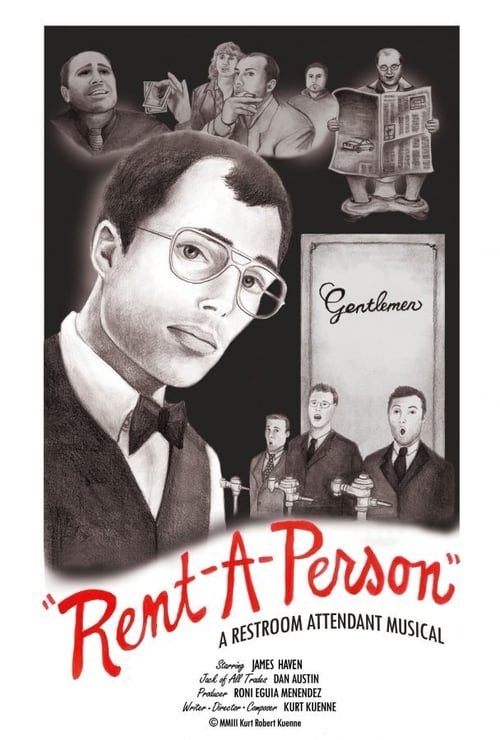 Gentlemen
"Rent-A-Person"
A RESTROOM ATTENDANT MUSICAL
Starring JAMES HAVEN
Jack of All Trades DAN AUSTIN
Producer RONI EGUIA MENENDEZ
Writer • Director • Composer KURT KUENNE
© MMIII Kurt Robert Kuenne